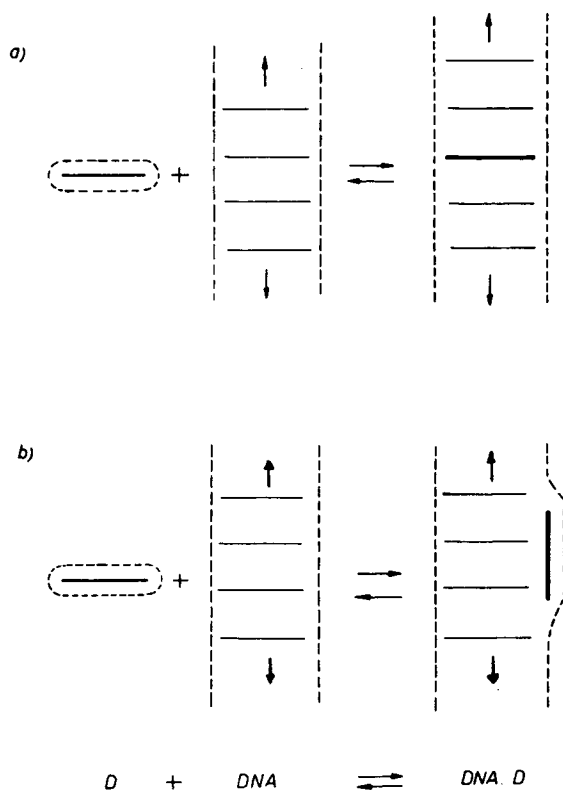 a)
+ ⇌
b)
+ ⇌
D + DNA ⇌ DNA. D